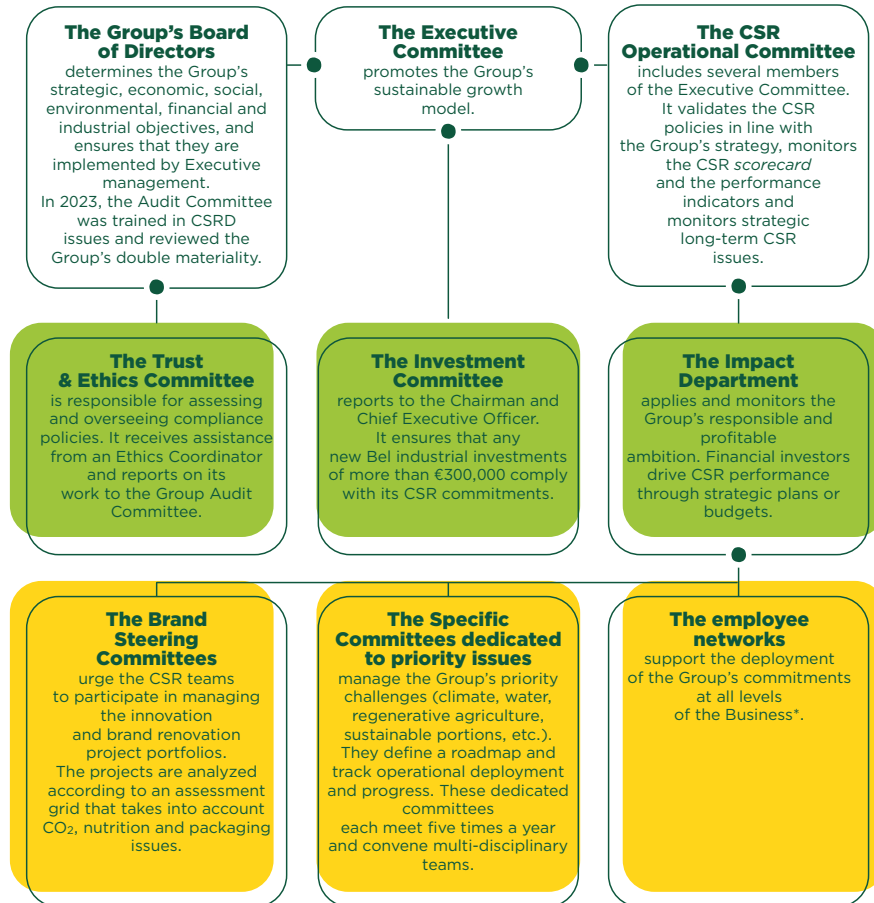 The Group's Board
of Directors
determines the Group's
strategic, economic, social,
environmental, financial and
industrial objectives, and
ensures that they are
implemented by Executive
management.
In 2023, the Audit Committee
was trained in CSRD
issues and reviewed the
Group's double materiality.
The Executive
Committee
promotes the Group's
sustainable growth
model.
The CSR
Operational Committee
includes several members
of the Executive Committee.
It validates the CSR
policies in line with
the Group's strategy, monitors
the CSR scorecard
and the performance
indicators and
monitors strategic
long-term CSR
issues.
The Trust
& Ethics Committee
is responsible for assessing
and overseeing compliance
policies. It receives assistance
from an Ethics Coordinator
and reports on its
work to the Group Audit
Committee.
The Investment
Committee
reports to the Chairman and
Chief Executive Officer.
It ensures that any
new Bel industrial investments
of more than €300,000 comply
with its CSR commitments.
The Impact
Department
applies and monitors the
Group's responsible and
profitable
ambition. Financial investors
drive CSR performance
through strategic plans or
budgets.
The Brand
Steering
Committees
urge the CSR teams
to participate in managing
the innovation
and brand renovation
project portfolios.
The projects are analyzed
according to an assessment
grid that takes into account
CO₂, nutrition and packaging
issues.
The Specific
Committees dedicated
to priority issues
manage the Group's priority
challenges (climate, water,
regenerative agriculture,
sustainable portions, etc.).
They define a roadmap and
track operational deployment
and progress. These dedicated
committees
each meet five times a year
and convene multi-disciplinary
teams.
The employee
networks
support the deployment
of the Group's commitments
at all levels
of the Business*.